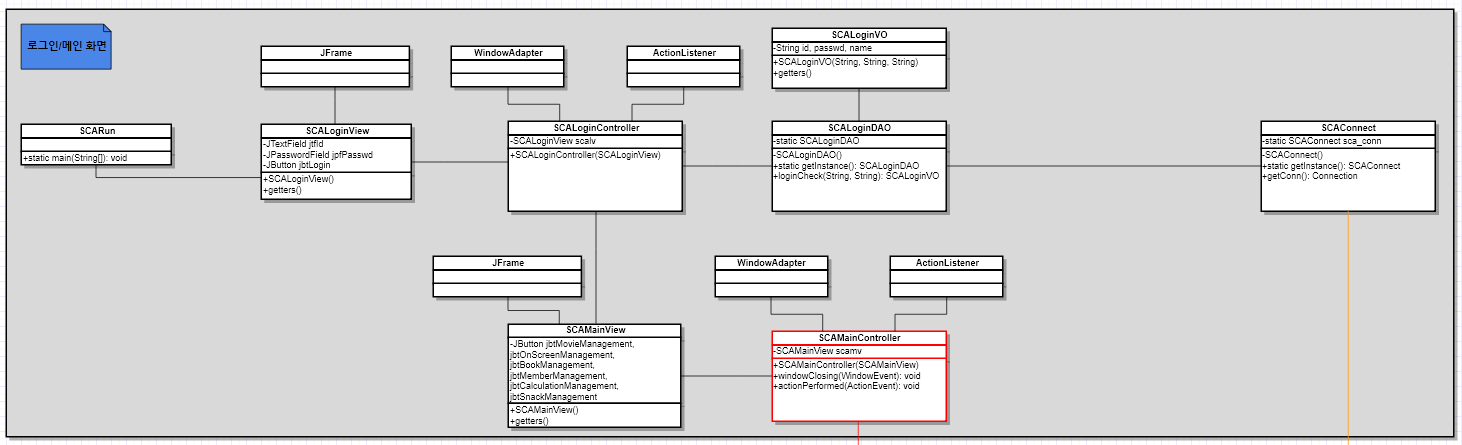 로그인/메인 화면
JFrame
WindowAdapter
ActionListener
SCALoginVO
-String id, passwd, name
+SCALoginVO(String, String, String)
+getters()
SCARun
+static main(String[]): void
SCALoginView
-JTextField jtfId
-JPasswordField jpfPasswd
-JButton jbtLogin
+SCALoginView()
+getters()
SCALoginController
-SCALoginView scalv
+SCALoginController(SCALoginView)
SCALoginDAO
-static SCALoginDAO
-SCALoginDAO()
+static getInstance(): SCALoginDAO
+loginCheck(String, String): SCALoginVO
SCAConnect
-static SCAConnect sca_conn
-SCAConnect()
+static getInstance(): SCAConnect
+getConn(): Connection
JFrame
WindowAdapter
ActionListener
SCAMainView
-JButton jbtMovieManagement,
jbtOnScreenManagement,
jbtBookManagement,
jbtMemberManagement,
jbtCalculationManagement,
jbtSnackManagement
+SCAMainView()
+getters()
SCAMainController
-SCAMainView scamv
+SCAMainController(SCAMainView)
+windowClosing(WindowEvent): void
+actionPerformed(ActionEvent): void